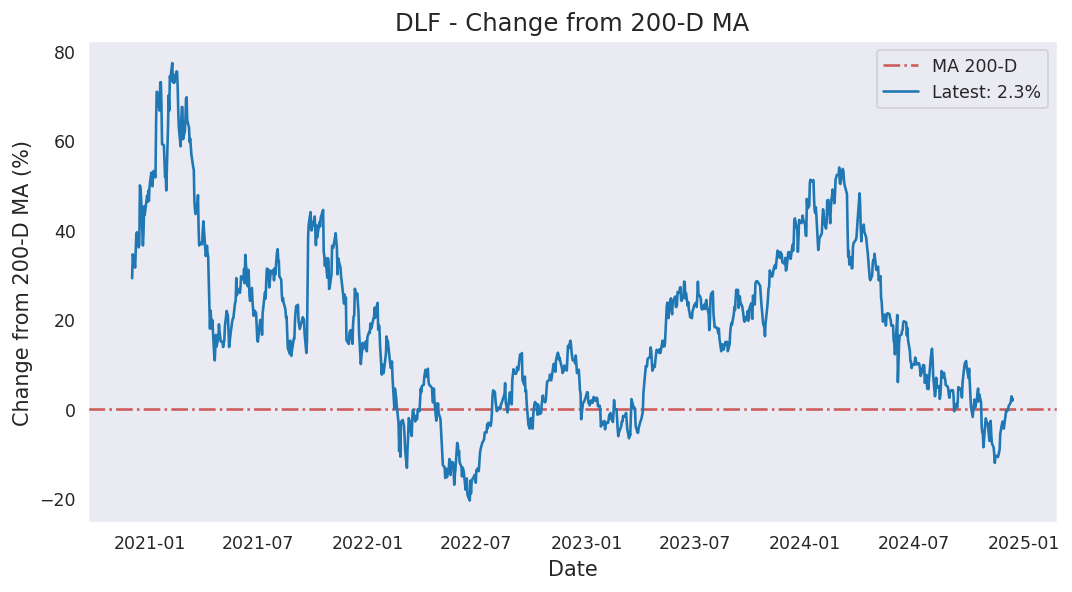 DLF - Change from 200-D MA
MA 200-D
Latest: 2.3%
Change from 200-D MA (%)
80
60
40
20
0
−20
2021-01 2021-07 2022-01 2022-07 2023-01 2023-07 2024-01 2024-07 2025-01
Date